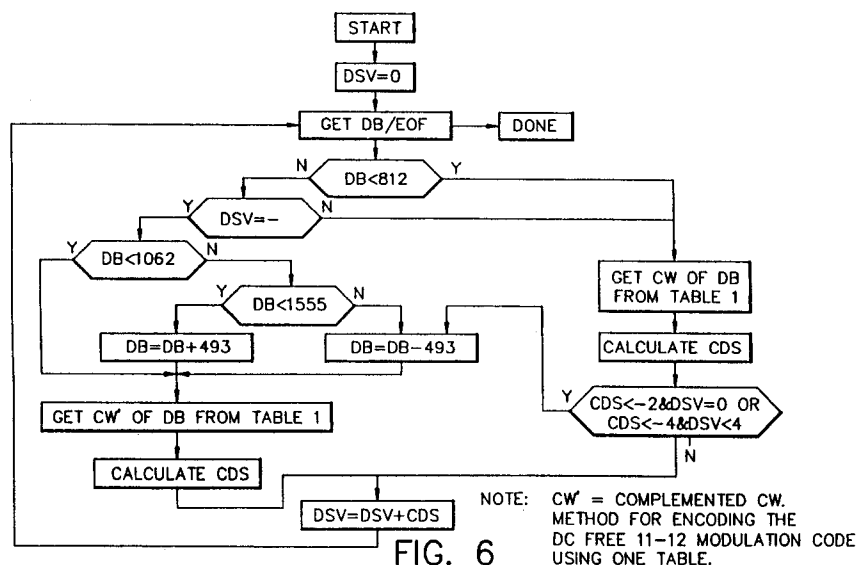 START
DSV=0
GET DB/EOF
DONE
N
DB<812
Y
Y
DSV=-
N
Y
DB<1062
N
Y
DB<1555
N
GET CW OF DB
FROM TABLE 1
DB=DB+493
DB=DB-493
CALCULATE CDS
Y
CDS<-2&DSV=0 OR
CDS<-4&DSV<4
N
GET CW' OF DB FROM TABLE 1
CALCULATE CDS
DSV=DSV+CDS
NOTE: CW' = COMPLEMENTED CW.
METHOD FOR ENCODING THE
DC FREE 11-12 MODULATION CODE
USING ONE TABLE.
FIG. 6